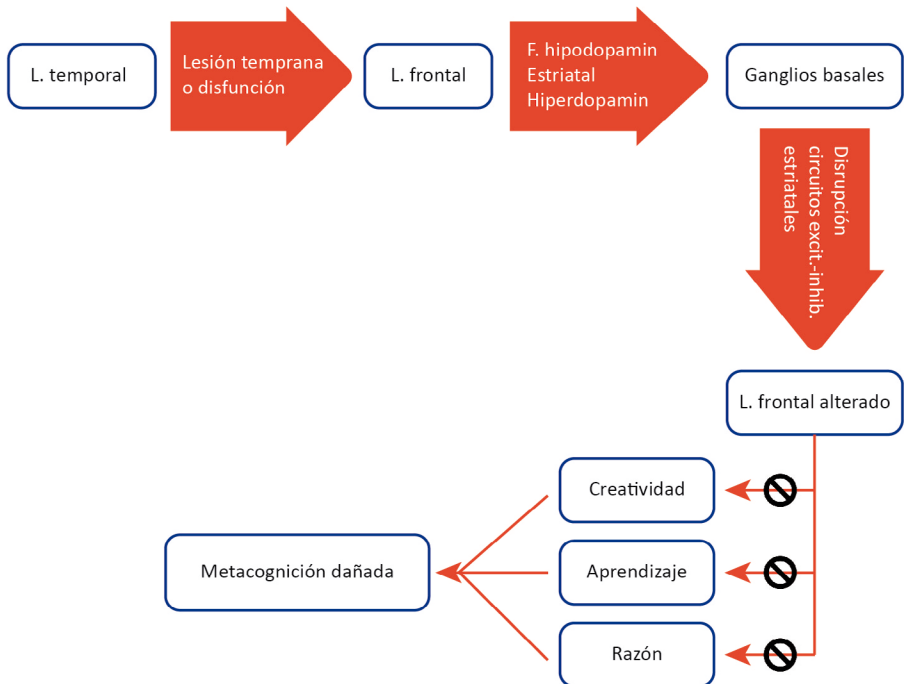 L. temporal
Lesión temprana
o disfunción
L. frontal
F. hipodopamin
Estriatal
Hiperdopamin
Ganglios basales
Disrupción
circuitos excit.-inhib.
estriatales
L. frontal alterado
Creatividad
Metacognición dañada
Aprendizaje
Razón